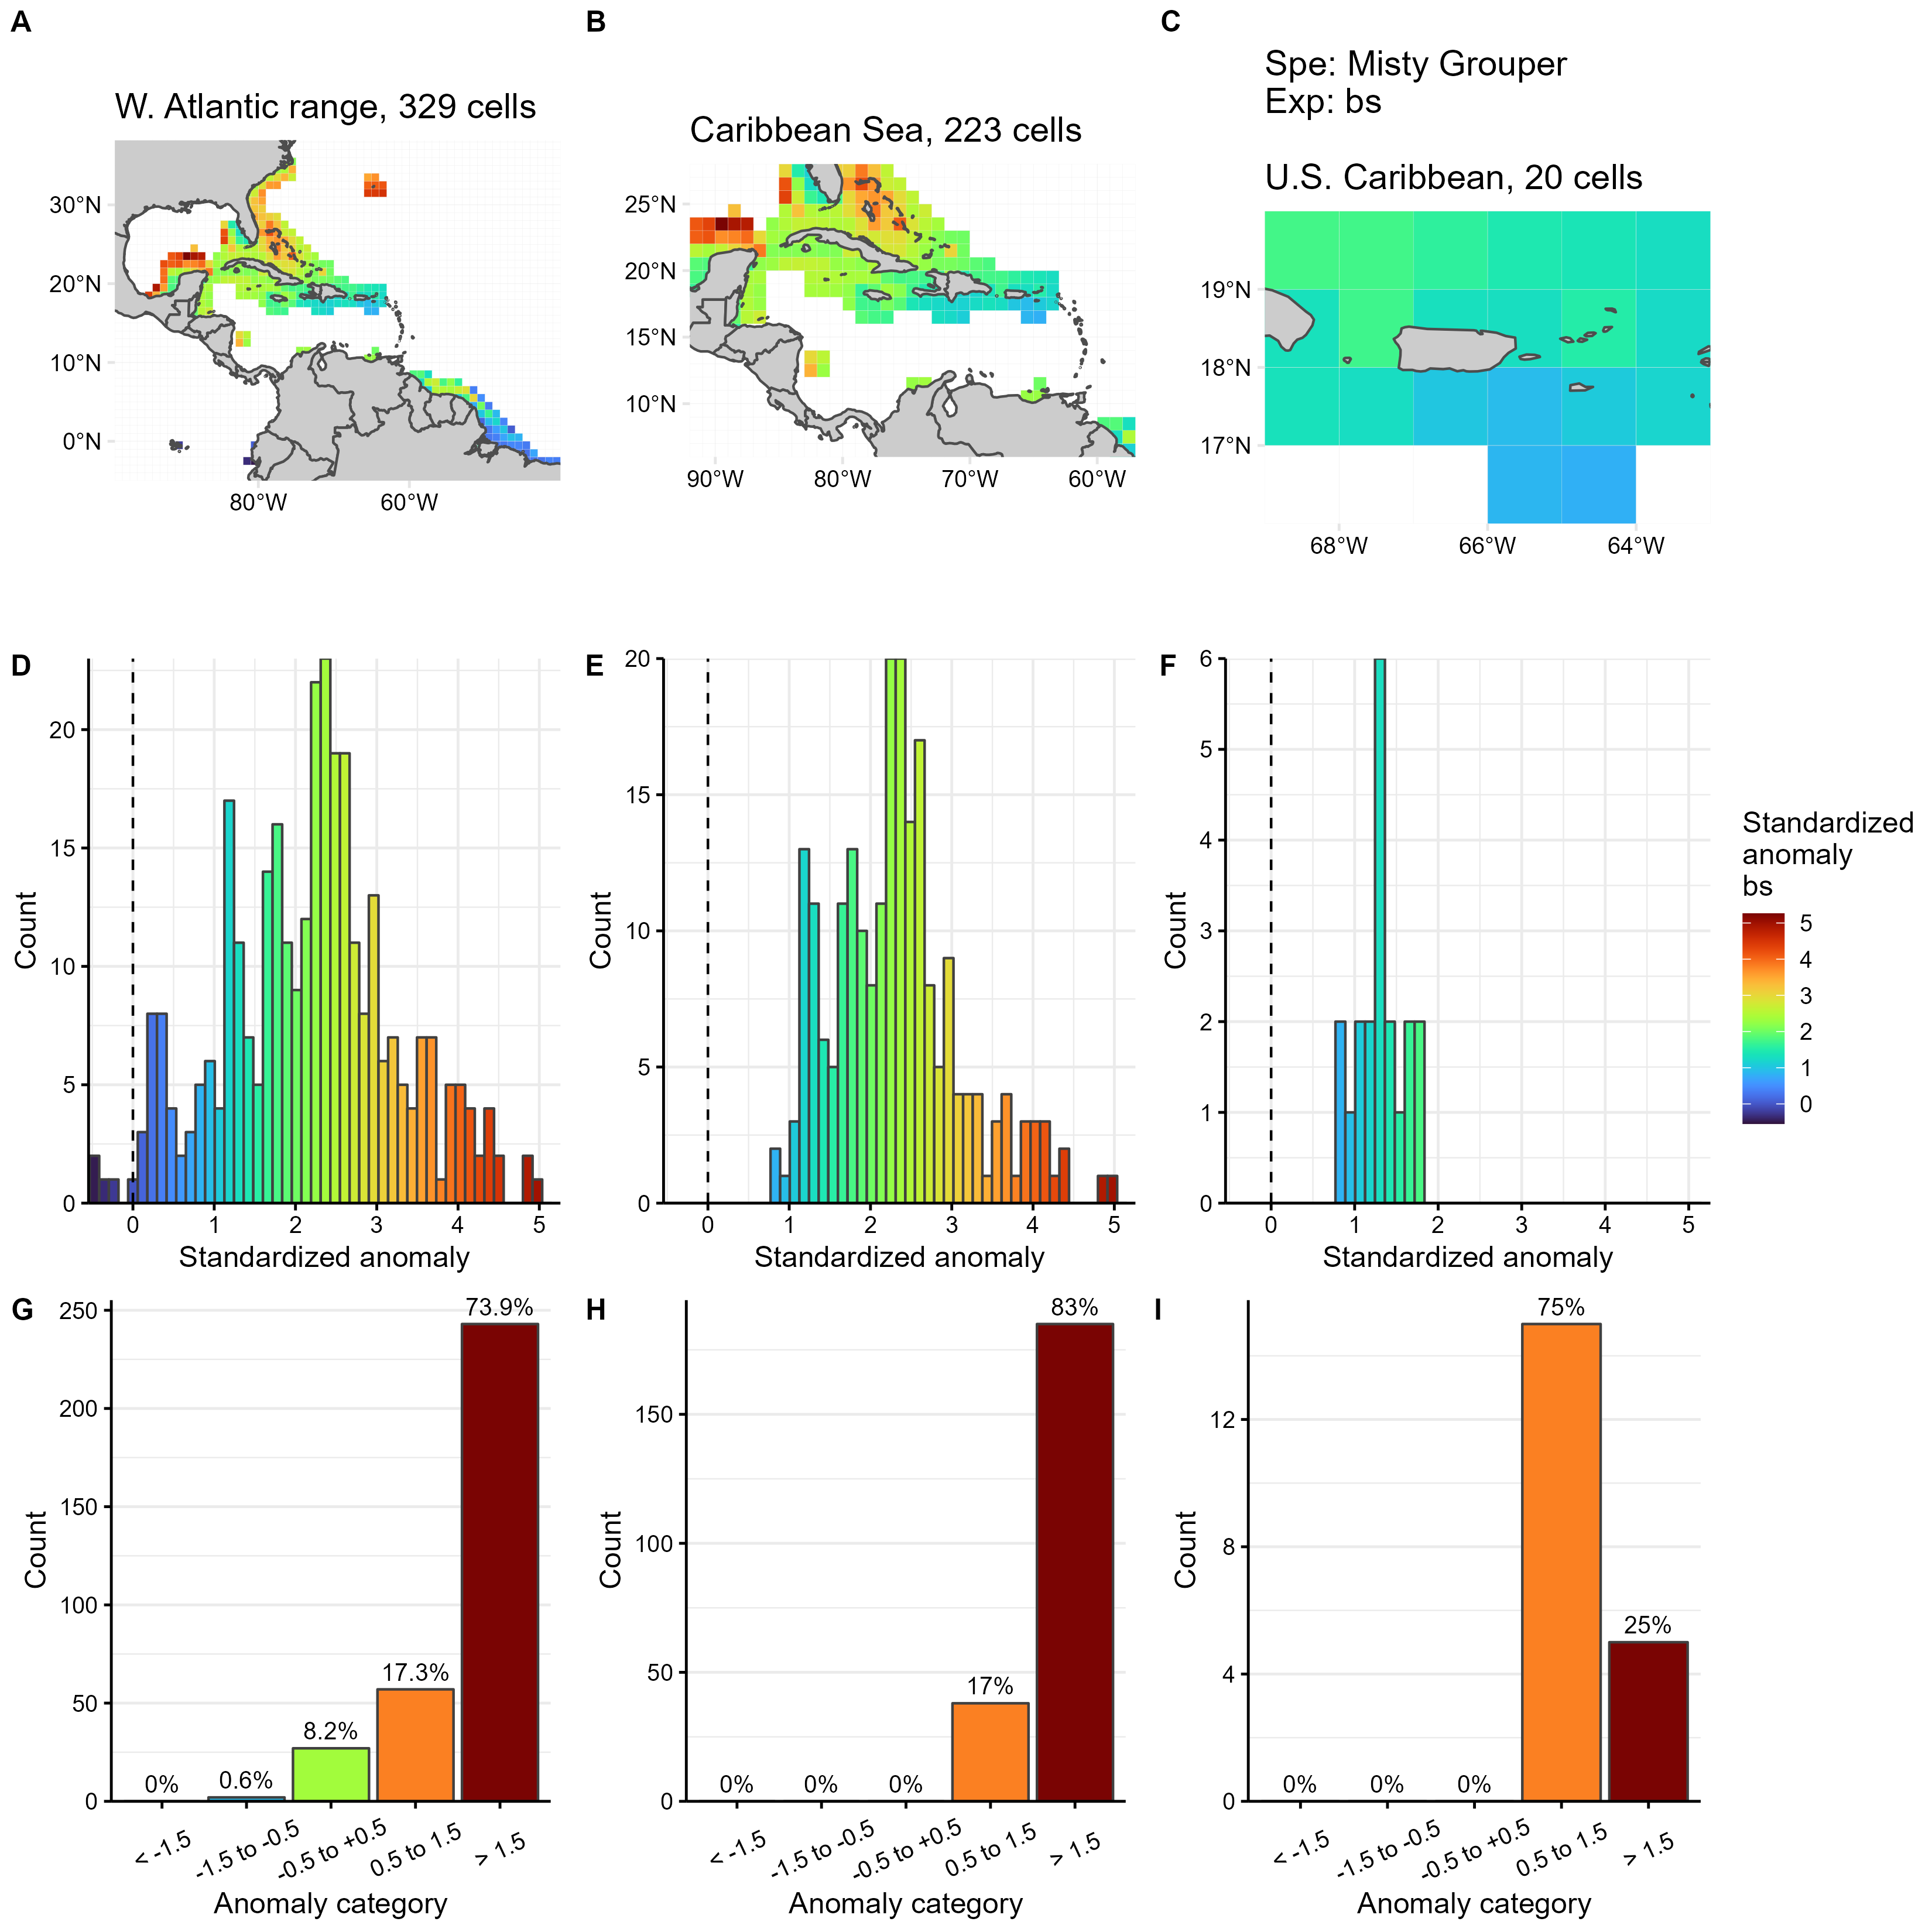 A
B
C
W. Atlantic range, 329 cells
Caribbean Sea, 223 cells
Spe: Misty Grouper
Exp: bs
U.S. Caribbean, 20 cells
30°N
20°N
10°N
0°N
80°W
60°W
25°N
20°N
15°N
10°N
90°W
80°W
70°W
60°W
19°N
18°N
17°N
68°W
66°W
64°W
D
Count
20
15
10
5
0
0
1
2
3
4
5
Standardized anomaly
E
Count
20
15
10
5
0
0
1
2
3
4
5
Standardized anomaly
F
Count
6
5
4
3
2
1
0
0
1
2
3
4
5
Standardized anomaly
Standardized
anomaly
bs
5
4
3
2
1
0
G
Count
250
200
150
100
50
0
0%
0.6%
8.2%
17.3%
73.9%
< -1.5
-1.5 to -0.5
-0.5 to +0.5
0.5 to 1.5
> 1.5
Anomaly category
H
Count
150
100
50
0
0%
0%
0%
17%
83%
< -1.5
-1.5 to -0.5
-0.5 to +0.5
0.5 to 1.5
> 1.5
Anomaly category
I
Count
12
8
4
0
0%
0%
0%
75%
25%
< -1.5
-1.5 to -0.5
-0.5 to +0.5
0.5 to 1.5
> 1.5
Anomaly category